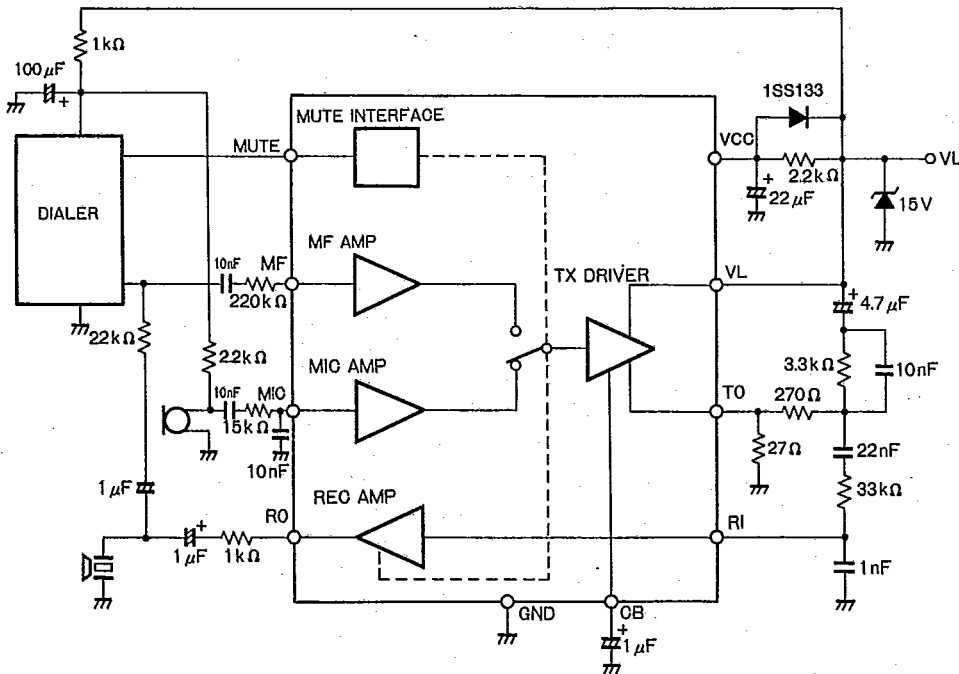 1kΩ
100μF
+
1SS133
MUTE INTERFACE
MUTE
VCC
VL
+
2.2kΩ
22μF
15V
DIALER
MF AMP
10nF
MF
TX DRIVER
VL
220kΩ
+
4.7μF
22kΩ
2.2kΩ
MIC AMP
3.3kΩ
10nF
10nF
MIC
TO
270Ω
15kΩ
27Ω
22nF
10nF
33kΩ
1μF
REC AMP
RO
RI
+
1μF
1kΩ
1nF
GND
CB
+
1μF